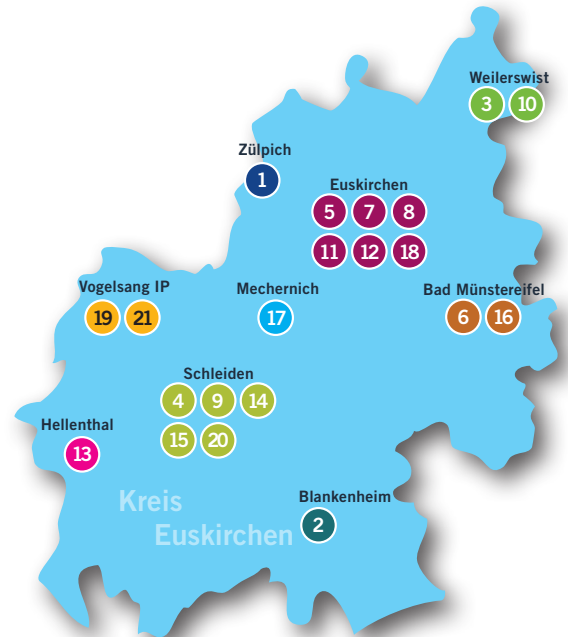 Weilerswist
3 10
Zülpich
1
Euskirchen
5 7 8
11 12 18
Vogelsang IP
19 21
Mechernich
17
Bad Münstereifel
6 16
Schleiden
4 9 14
15 20
Hellenthal
13
Blankenheim
2
Kreis
Euskirchen